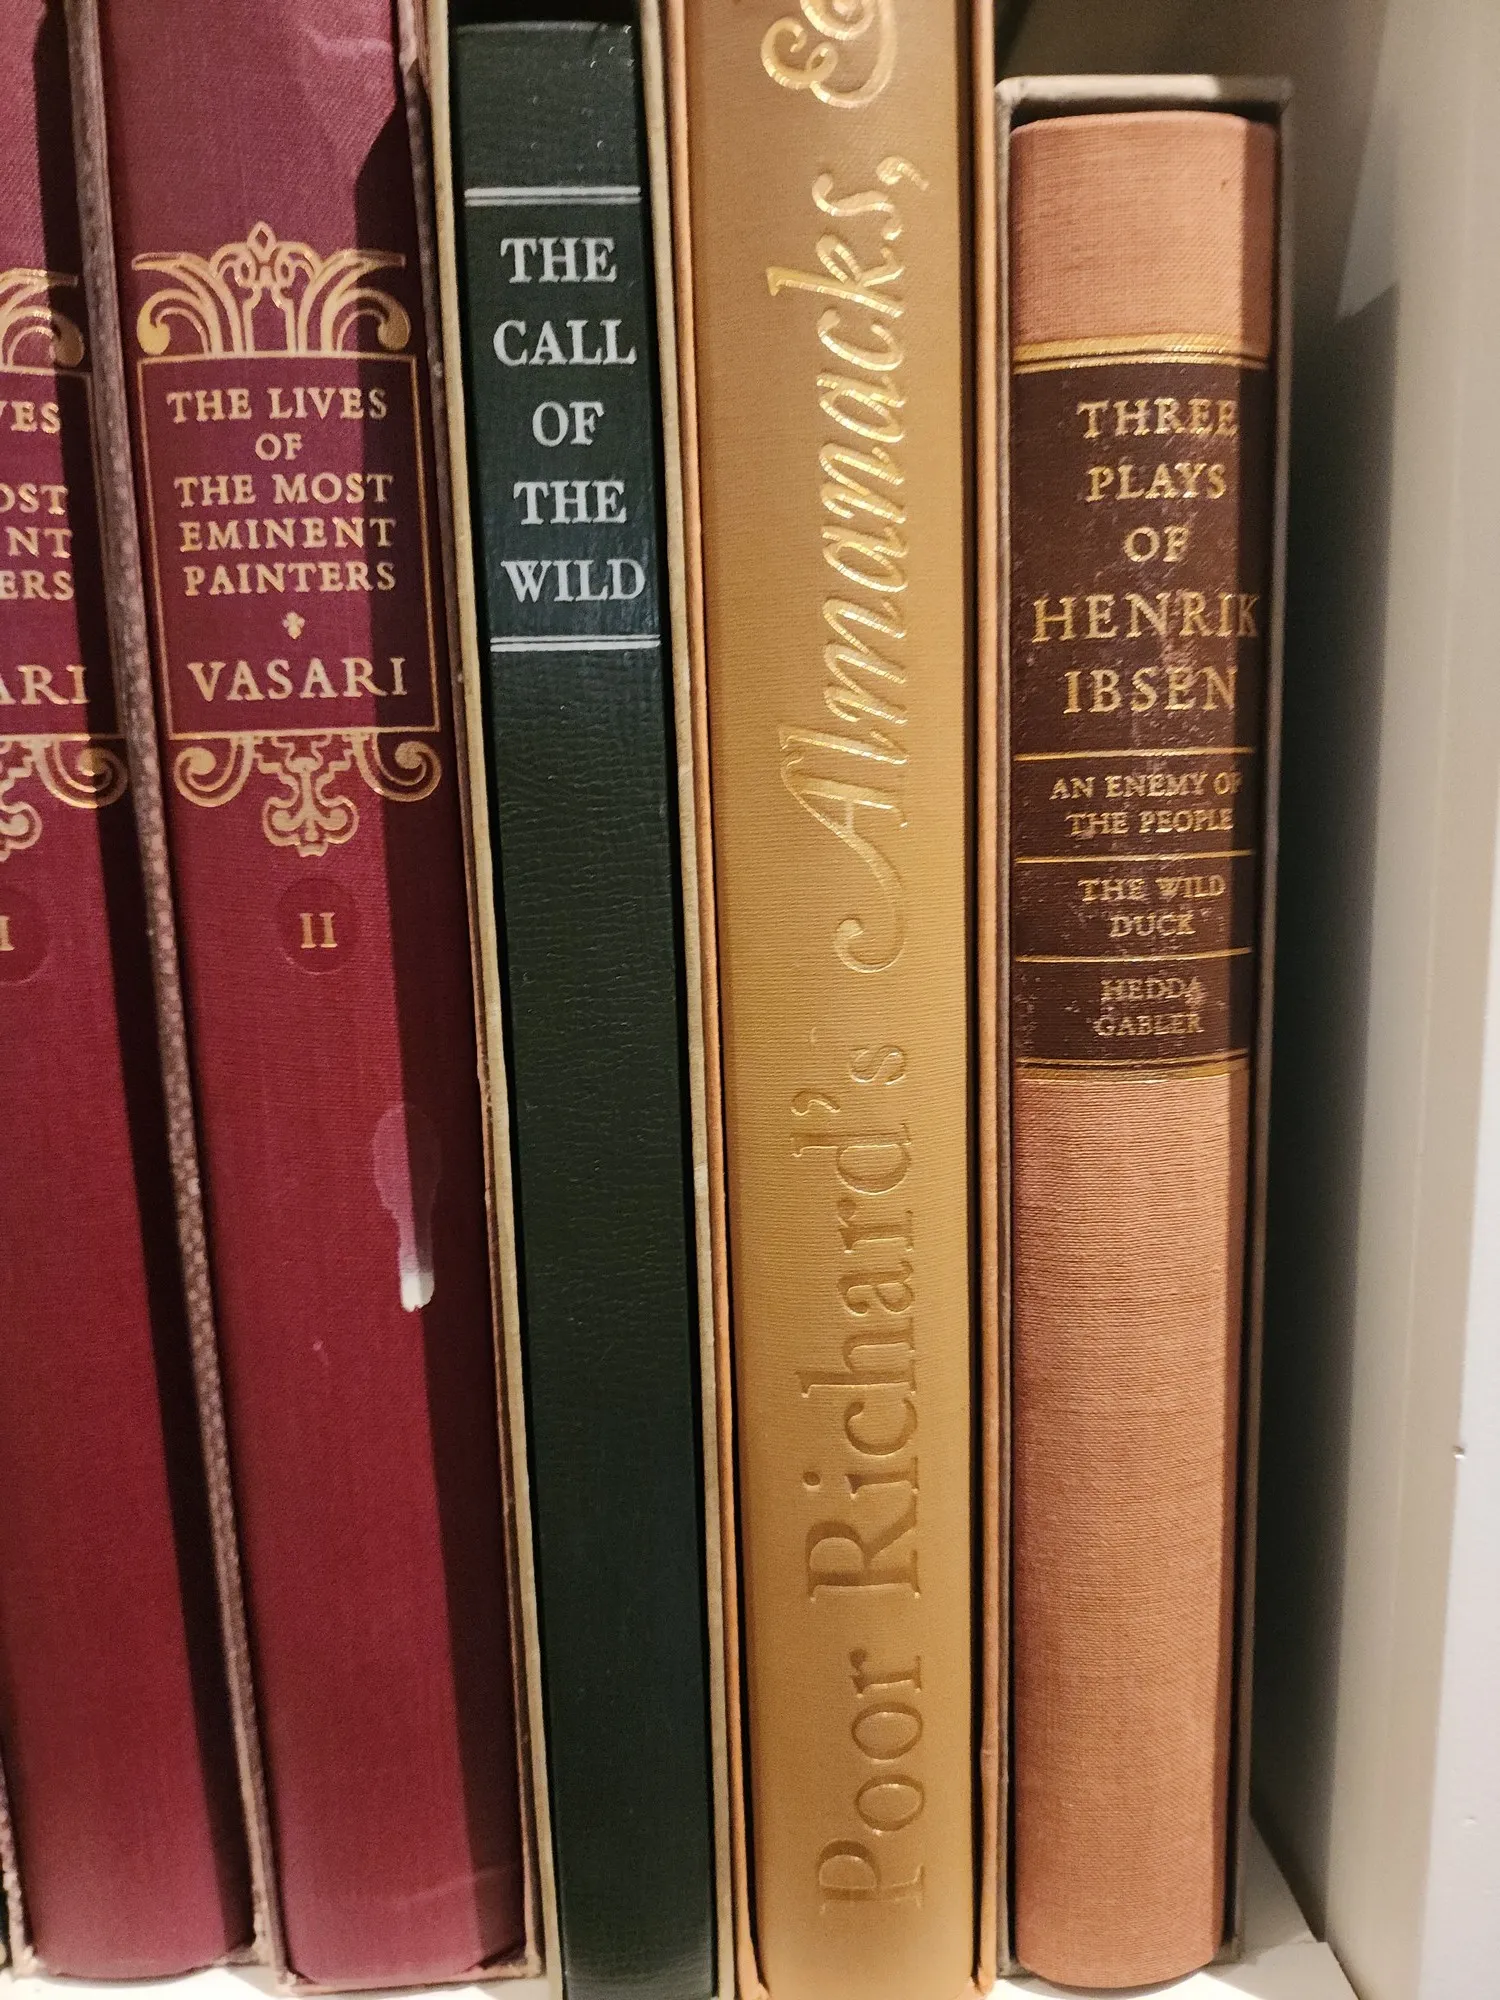 VES
OST
NT
ERS
ARI
I
THE LIVES
OF
THE MOST
EMINENT
PAINTERS
VASARI
II
THE
CALL
OF
THE
WILD
Poor Richard's Almanacks, &
THREE
PLAYS
OF
HENRIK
IBSEN
AN ENEMY OF
THE PEOPLE
THE WILD
DUCK
HEDDA
GABLER